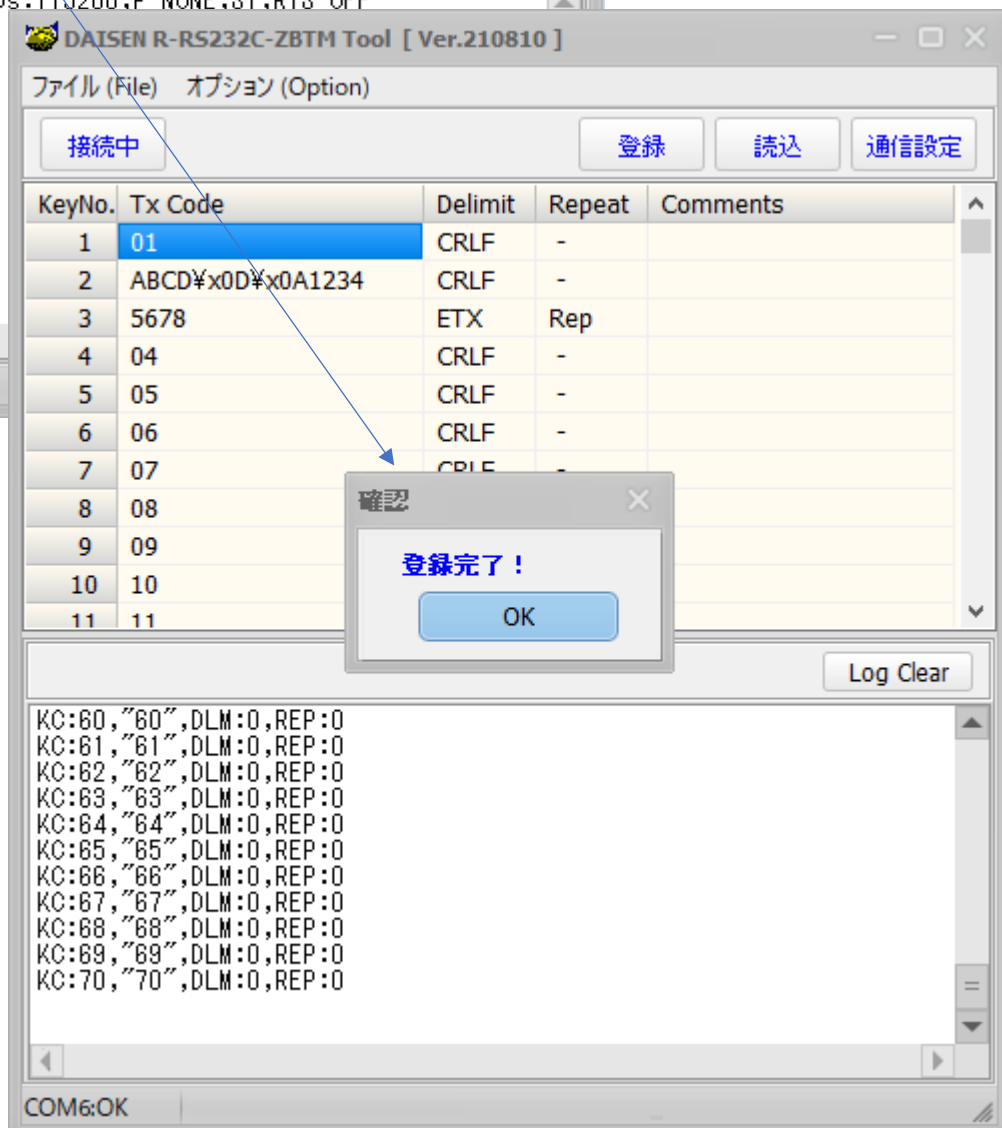 DAISEN R-RS232C-ZBTM Tool [ Ver.210810 ]
ファイル (File) オプション (Option)
接続中 登録 読込 通信設定
KeyNo. Tx Code Delimit Repeat Comments
1 01 CRLF -
2 ABCD¥x0D¥x0A1234 CRLF -
3 5678 ETX Rep
4 04 CRLF -
5 05 CRLF -
6 06 CRLF -
7 07 CRLF -
8 08
9 09
10 10
11 11
確認
登録完了！
OK
Log Clear
KC:60,"60",DLM:0,REP:0
KC:61,"61",DLM:0,REP:0
KC:62,"62",DLM:0,REP:0
KC:63,"63",DLM:0,REP:0
KC:64,"64",DLM:0,REP:0
KC:65,"65",DLM:0,REP:0
KC:66,"66",DLM:0,REP:0
KC:67,"67",DLM:0,REP:0
KC:68,"68",DLM:0,REP:0
KC:69,"69",DLM:0,REP:0
KC:70,"70",DLM:0,REP:0
COM6:OK